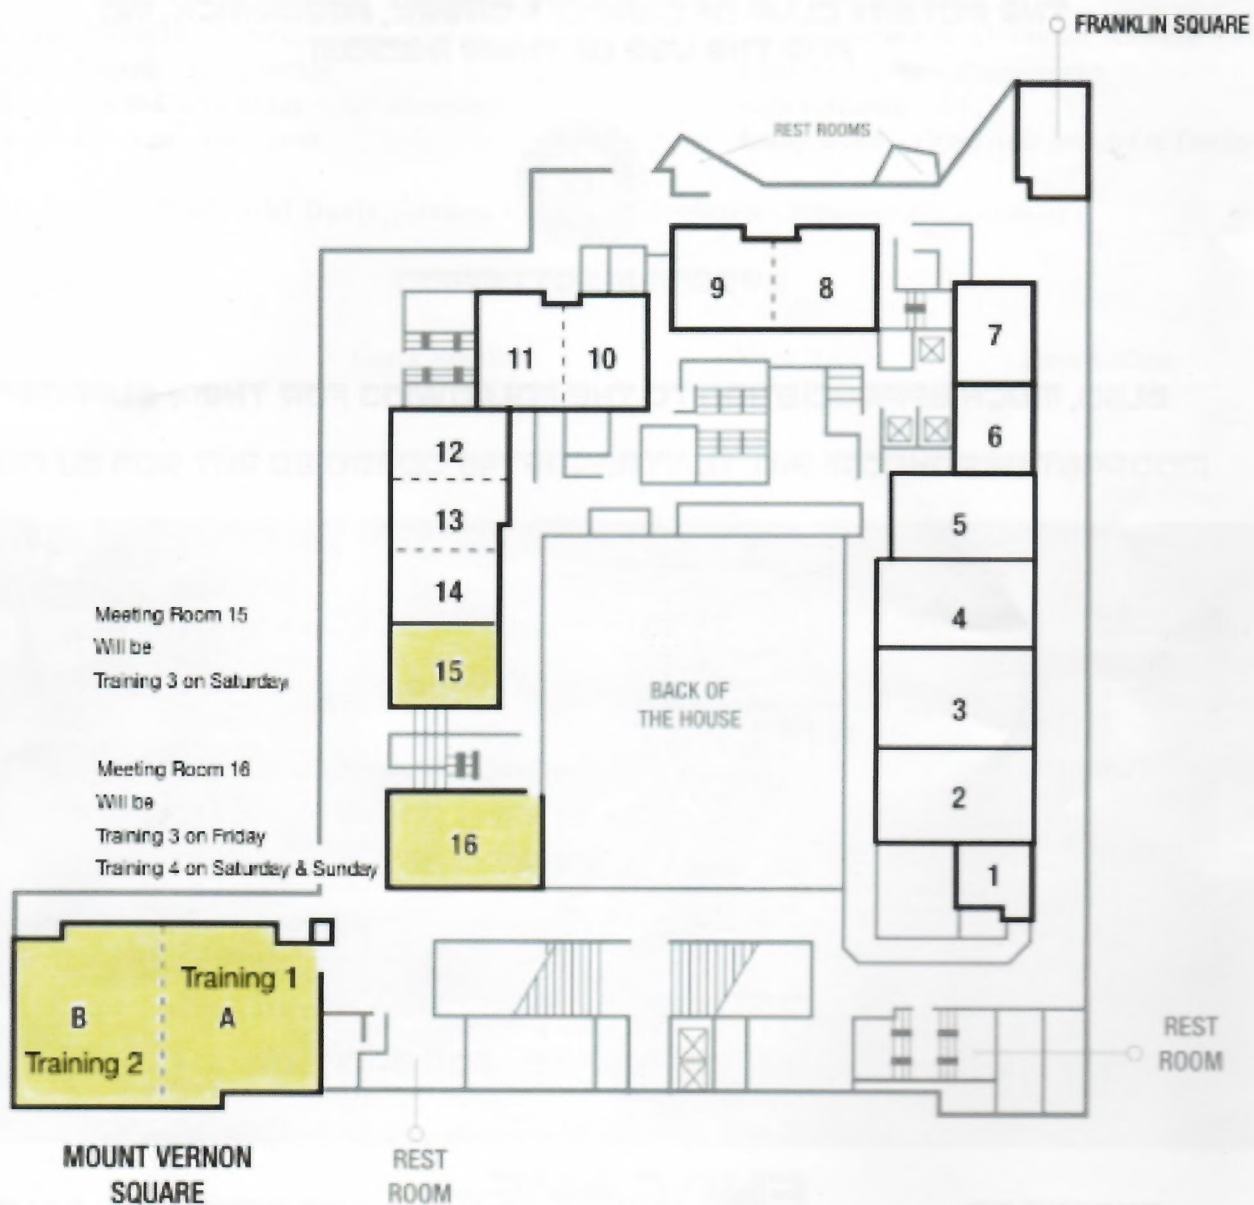 FRANKLIN SQUARE
REST ROOMS
9
8
7
11
10
6
12
5
13
14
4
Meeting Room 15
Will be
Training 3 on Saturday
15
BACK OF
THE HOUSE
3
Meeting Room 16
Will be
Training 3 on Friday
Training 4 on Saturday & Sunday
16
2
1
Training 1
B
A
Training 2
REST
ROOM
MOUNT VERNON
SQUARE
REST
ROOM